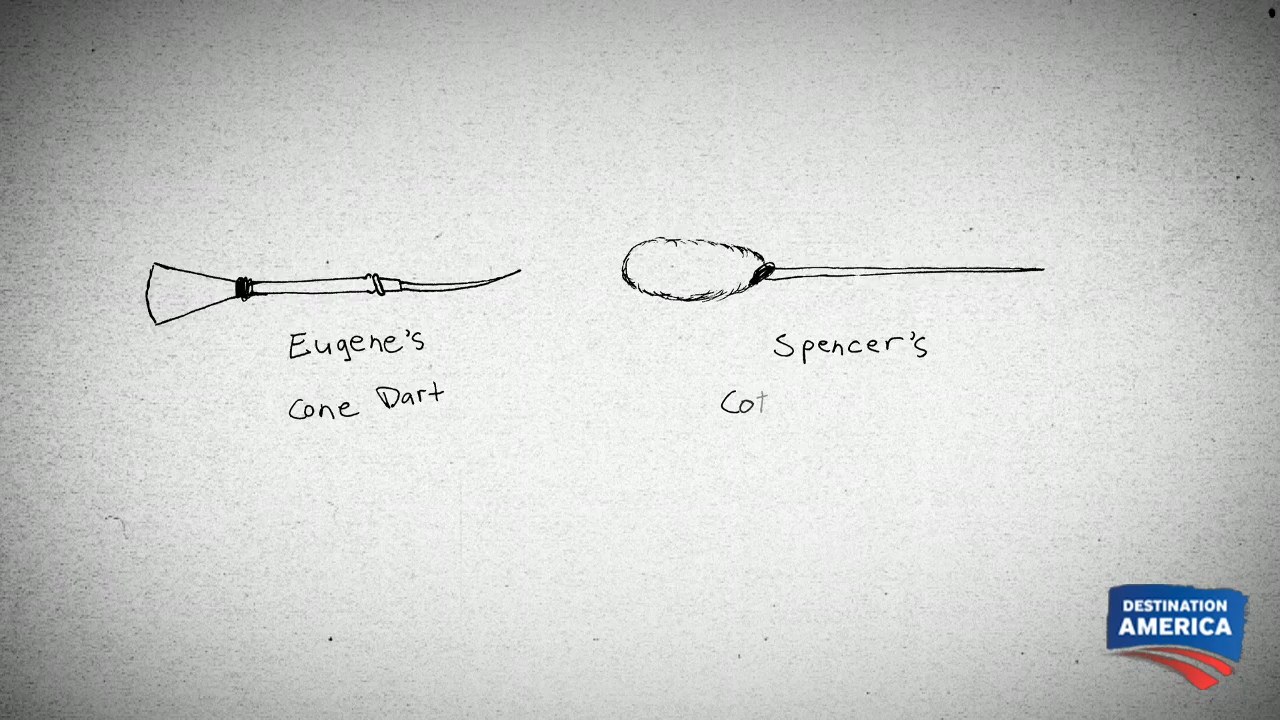 Eugene's
Cone Dart
Spencer's
Cot
DESTINATION
AMERICA